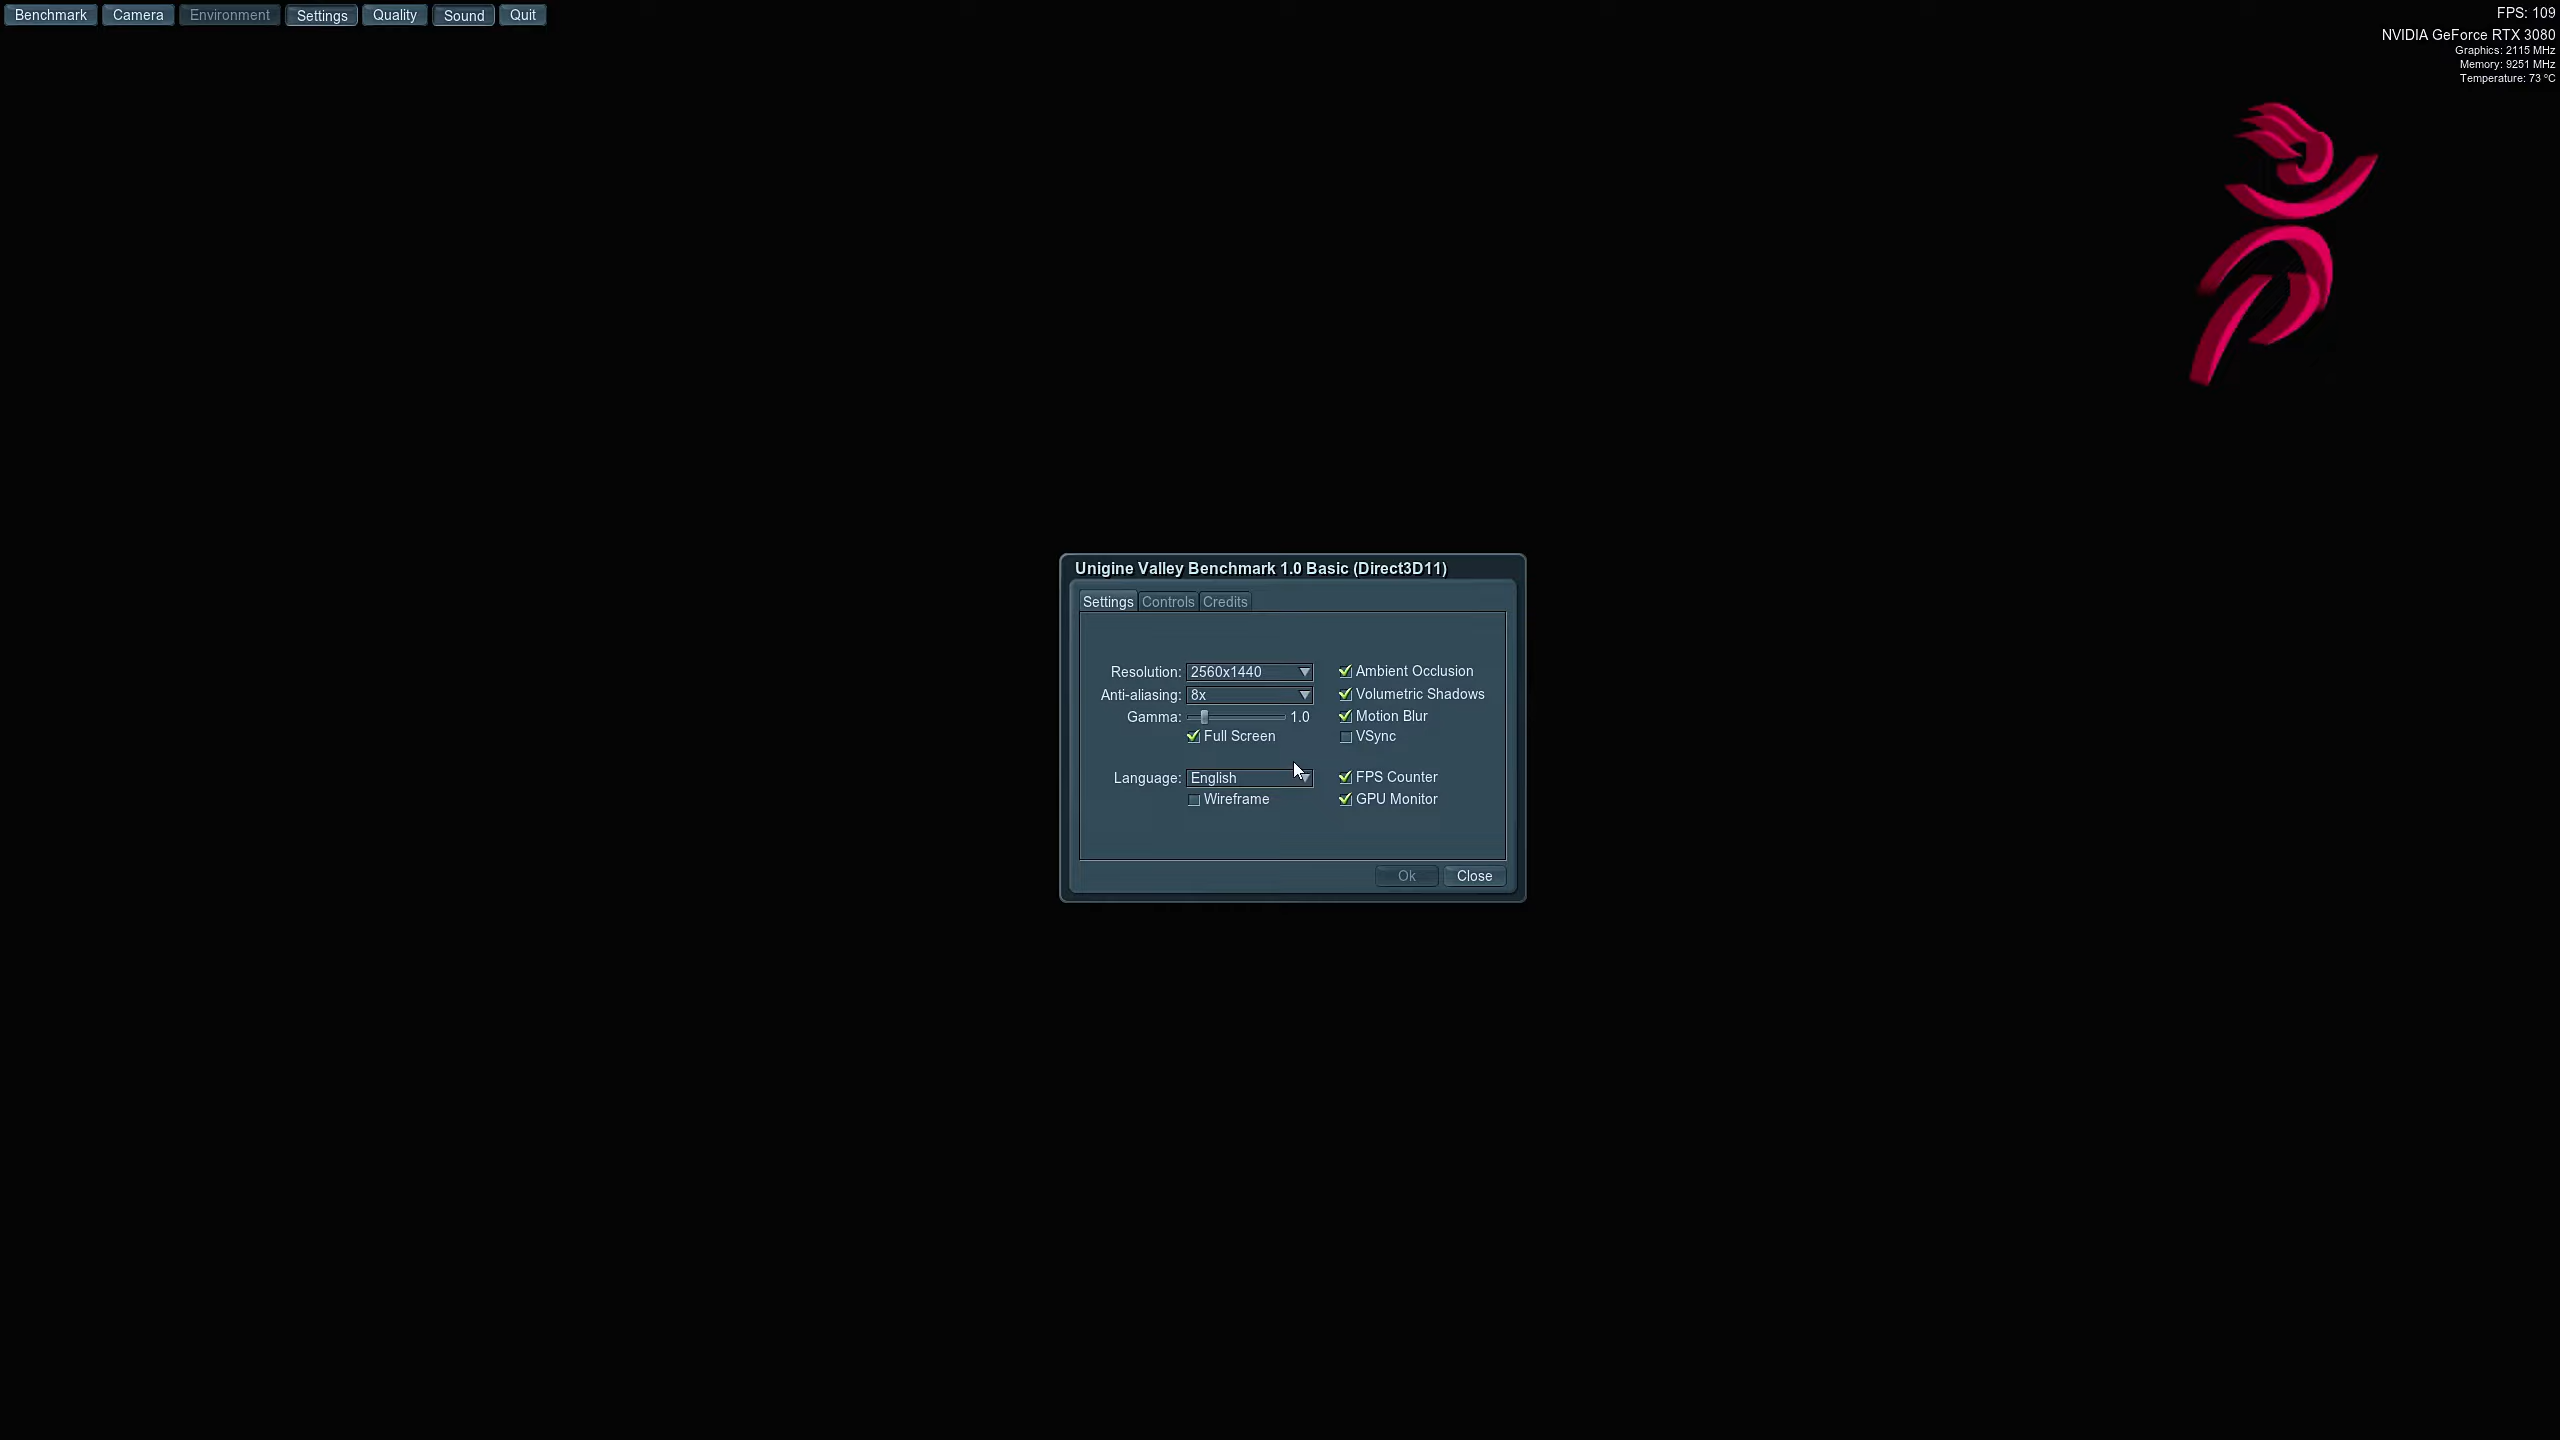 Benchmark Camera Environment Settings Quality Sound Quit
FPS: 109
NVIDIA GeForce RTX 3080
Graphics: 2115 MHz
Memory: 9251 MHz
Temperature: 73 °C
Unigine Valley Benchmark 1.0 Basic (Direct3D11)
Settings Controls Credits
Resolution: 2560x1440 Ambient Occlusion
Anti-aliasing: 8x Volumetric Shadows
Gamma: 1.0 Motion Blur
Full Screen VSync
Language: English FPS Counter
Wireframe GPU Monitor
Ok Close